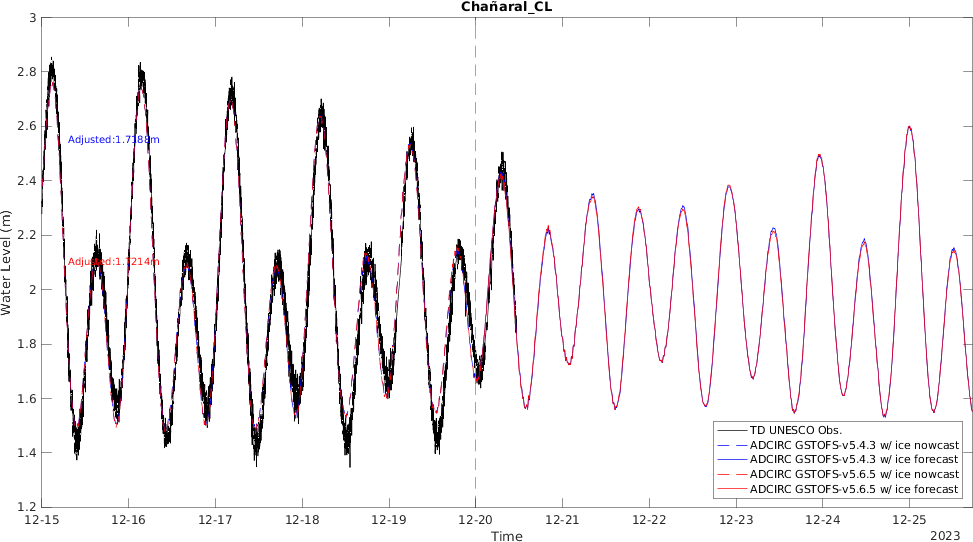 Chañaral_CL
3
2.8
2.6
2.4
2.2
2
1.8
1.6
1.4
1.2
Water Level (m)
Adjusted:1.7388m
Adjusted:1.7214m
TD UNESCO Obs.
ADCIRC GSTOFS-v5.4.3 w/ ice nowcast
ADCIRC GSTOFS-v5.4.3 w/ ice forecast
ADCIRC GSTOFS-v5.6.5 w/ ice nowcast
ADCIRC GSTOFS-v5.6.5 w/ ice forecast
12-15 12-16 12-17 12-18 12-19 12-20 12-21 12-22 12-23 12-24 12-25
Time
2023